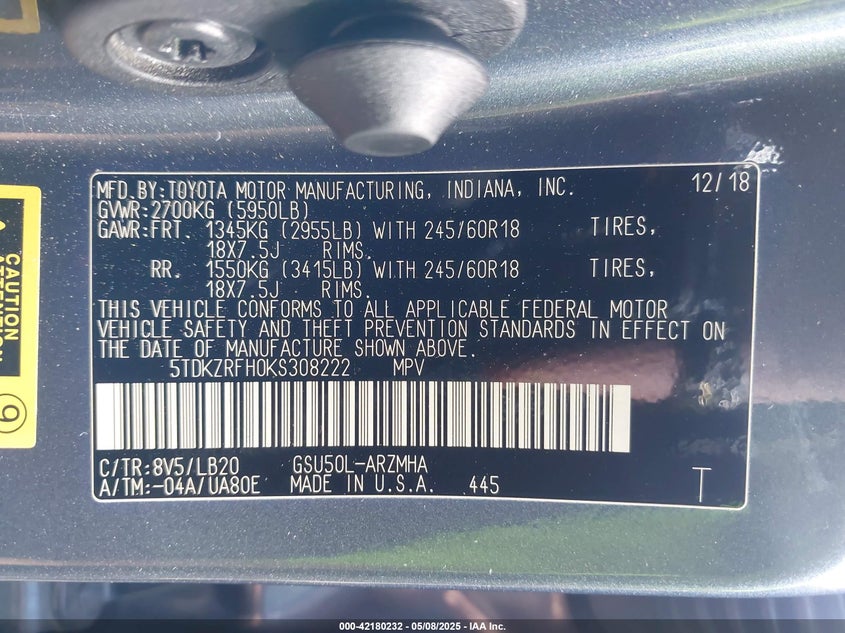 MFD.BY:TOYOTA MOTOR MANUFACTURING, INDIANA, INC. 12/18
GVWR:2700KG (5950LB)
GAWR:FRT. 1345KG (2955LB) WITH 245/60R18 TIRES,
18X7.5J RIMS.
RR. 1550KG (3415LB) WITH 245/60R18 TIRES,
18X7.5J RIMS.
THIS VEHICLE CONFORMS TO ALL APPLICABLE FEDERAL MOTOR
VEHICLE SAFETY AND THEFT PREVENTION STANDARDS IN EFFECT ON
THE DATE OF MANUFACTURE SHOWN ABOVE.
5TDKZRFH0KS308222 MPV
C/TR:8V5/LB20 GSU50L-ARZMHA
A/TM:-04A/UA80E MADE IN U.S.A. 445 T
CAUTION
ATTENTION
9
000-42180232 - 05/08/2025 - IAA Inc.